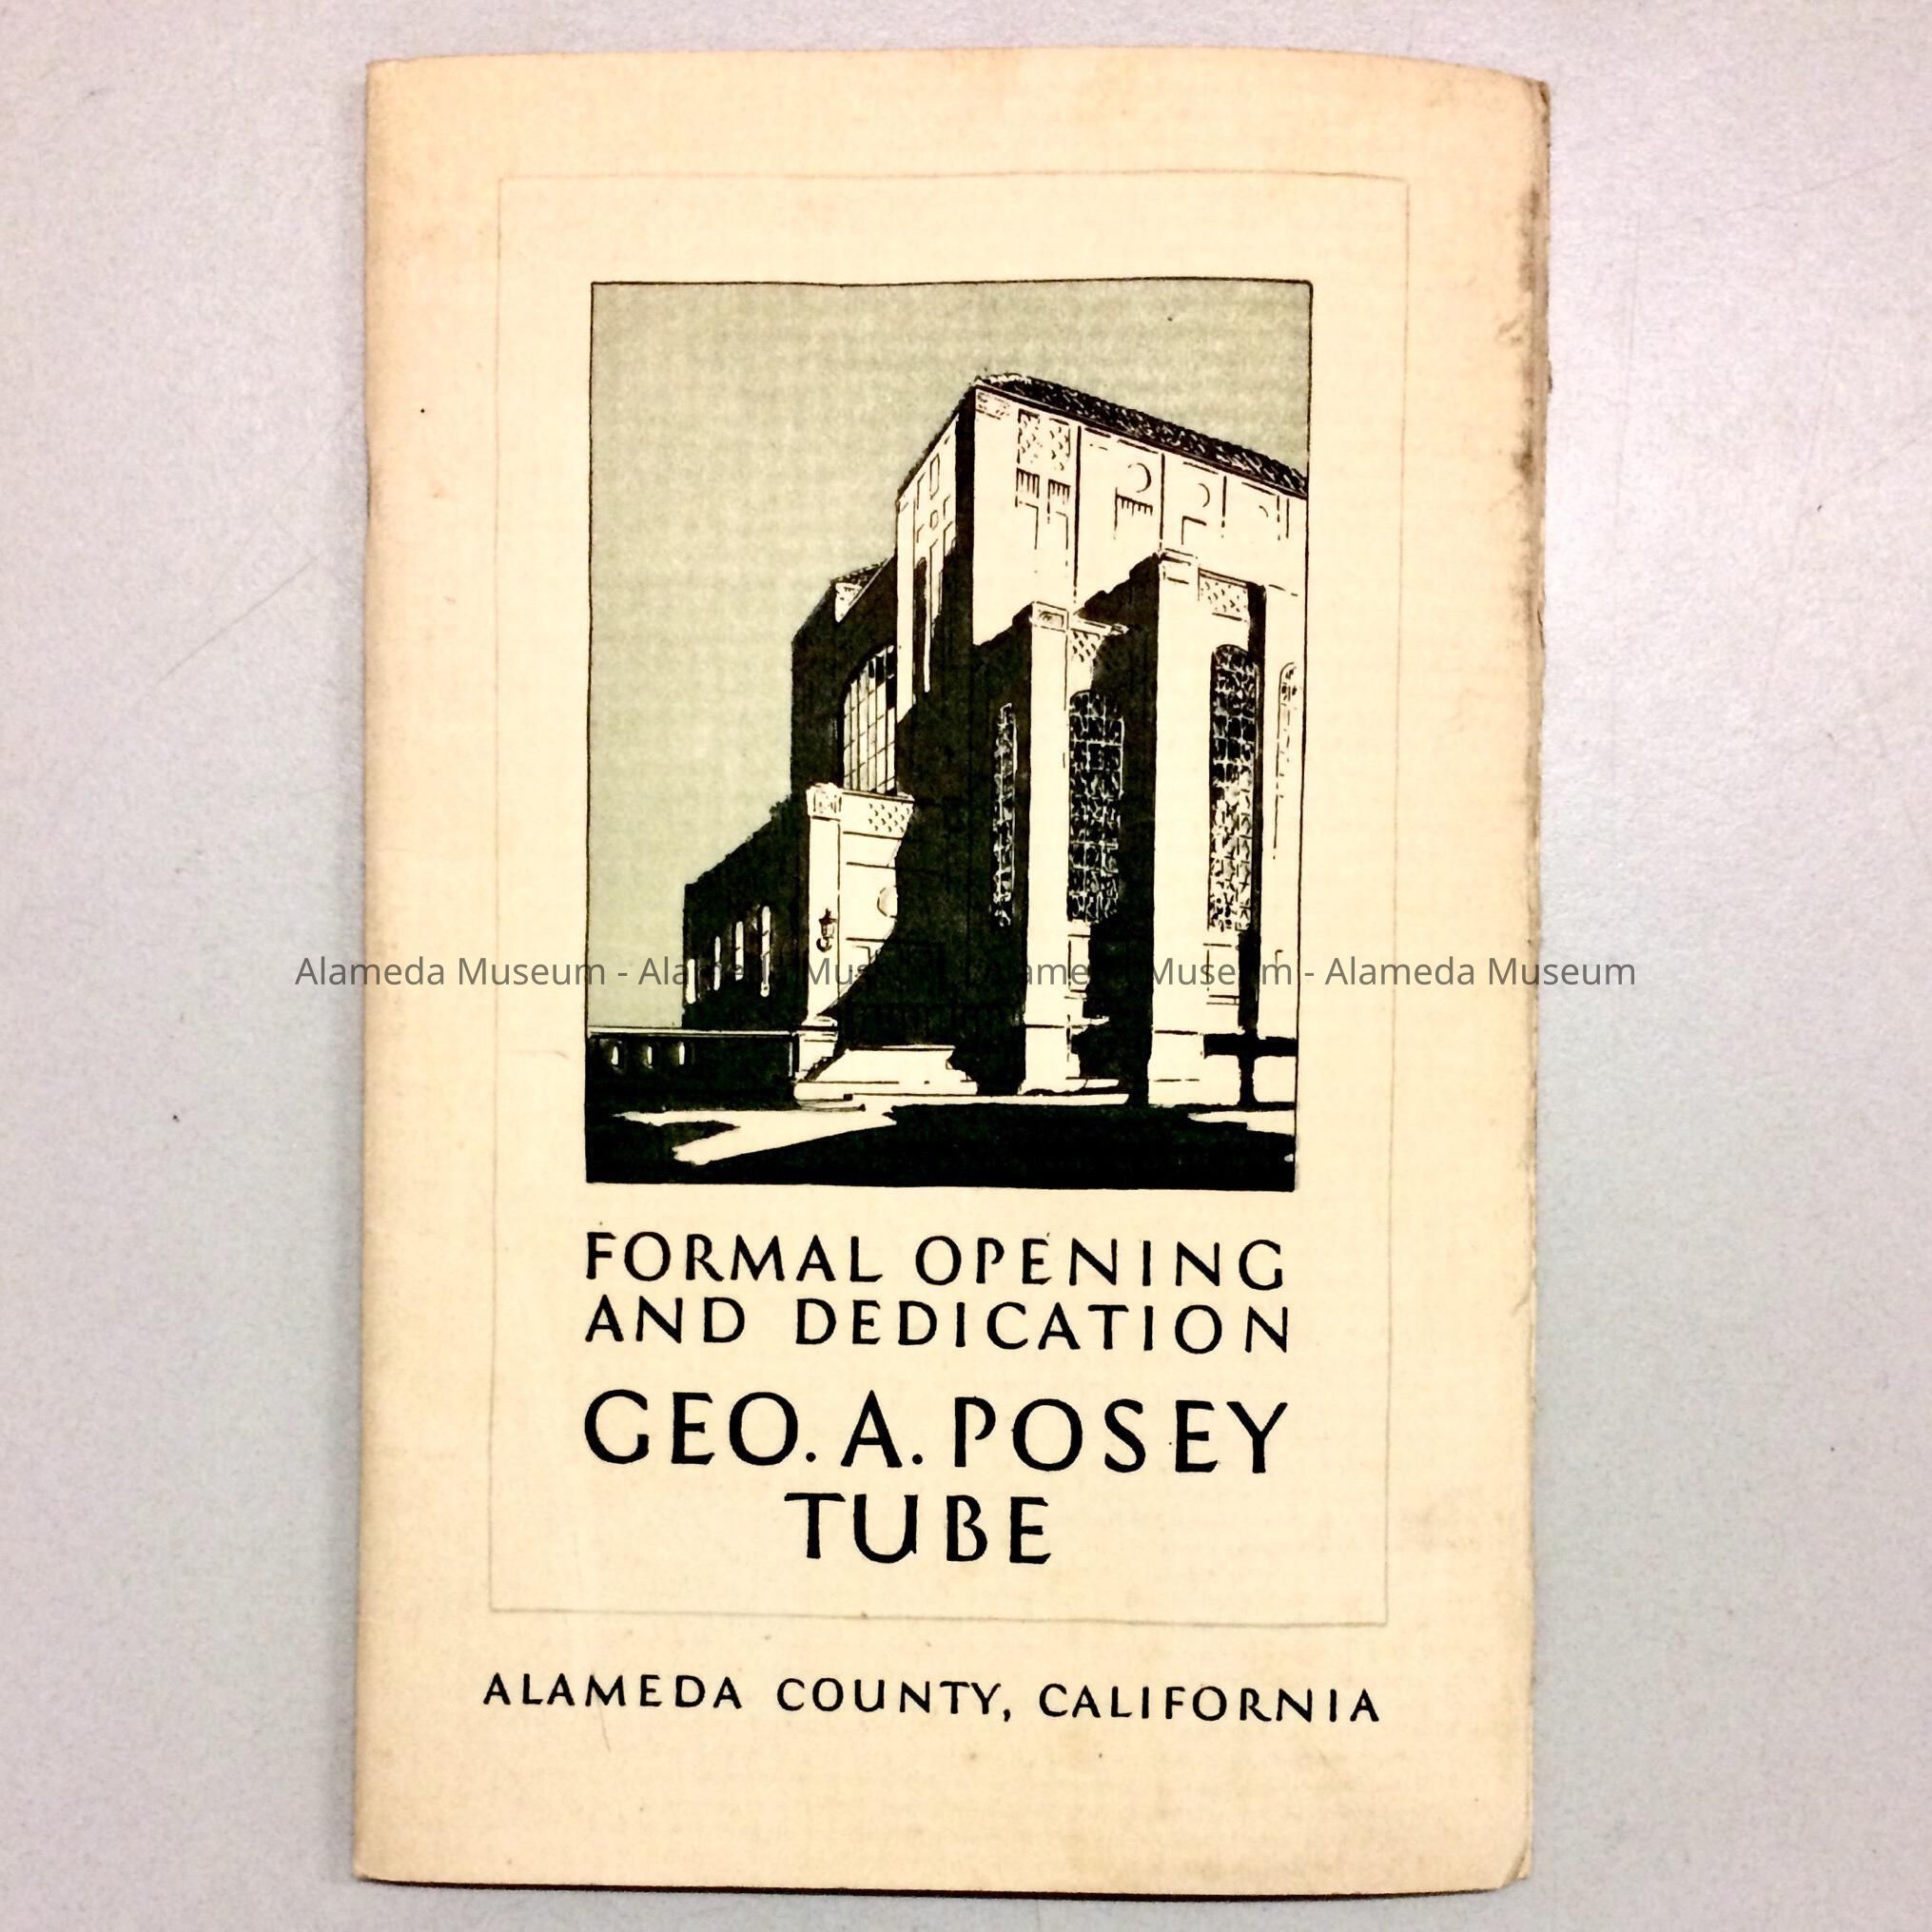 Alameda Museum - Alameda Museum - Alameda Museum - Alameda Museum
FORMAL OPENING
AND DEDICATION
GEO. A. POSEY
TUBE
ALAMEDA COUNTY, CALIFORNIA